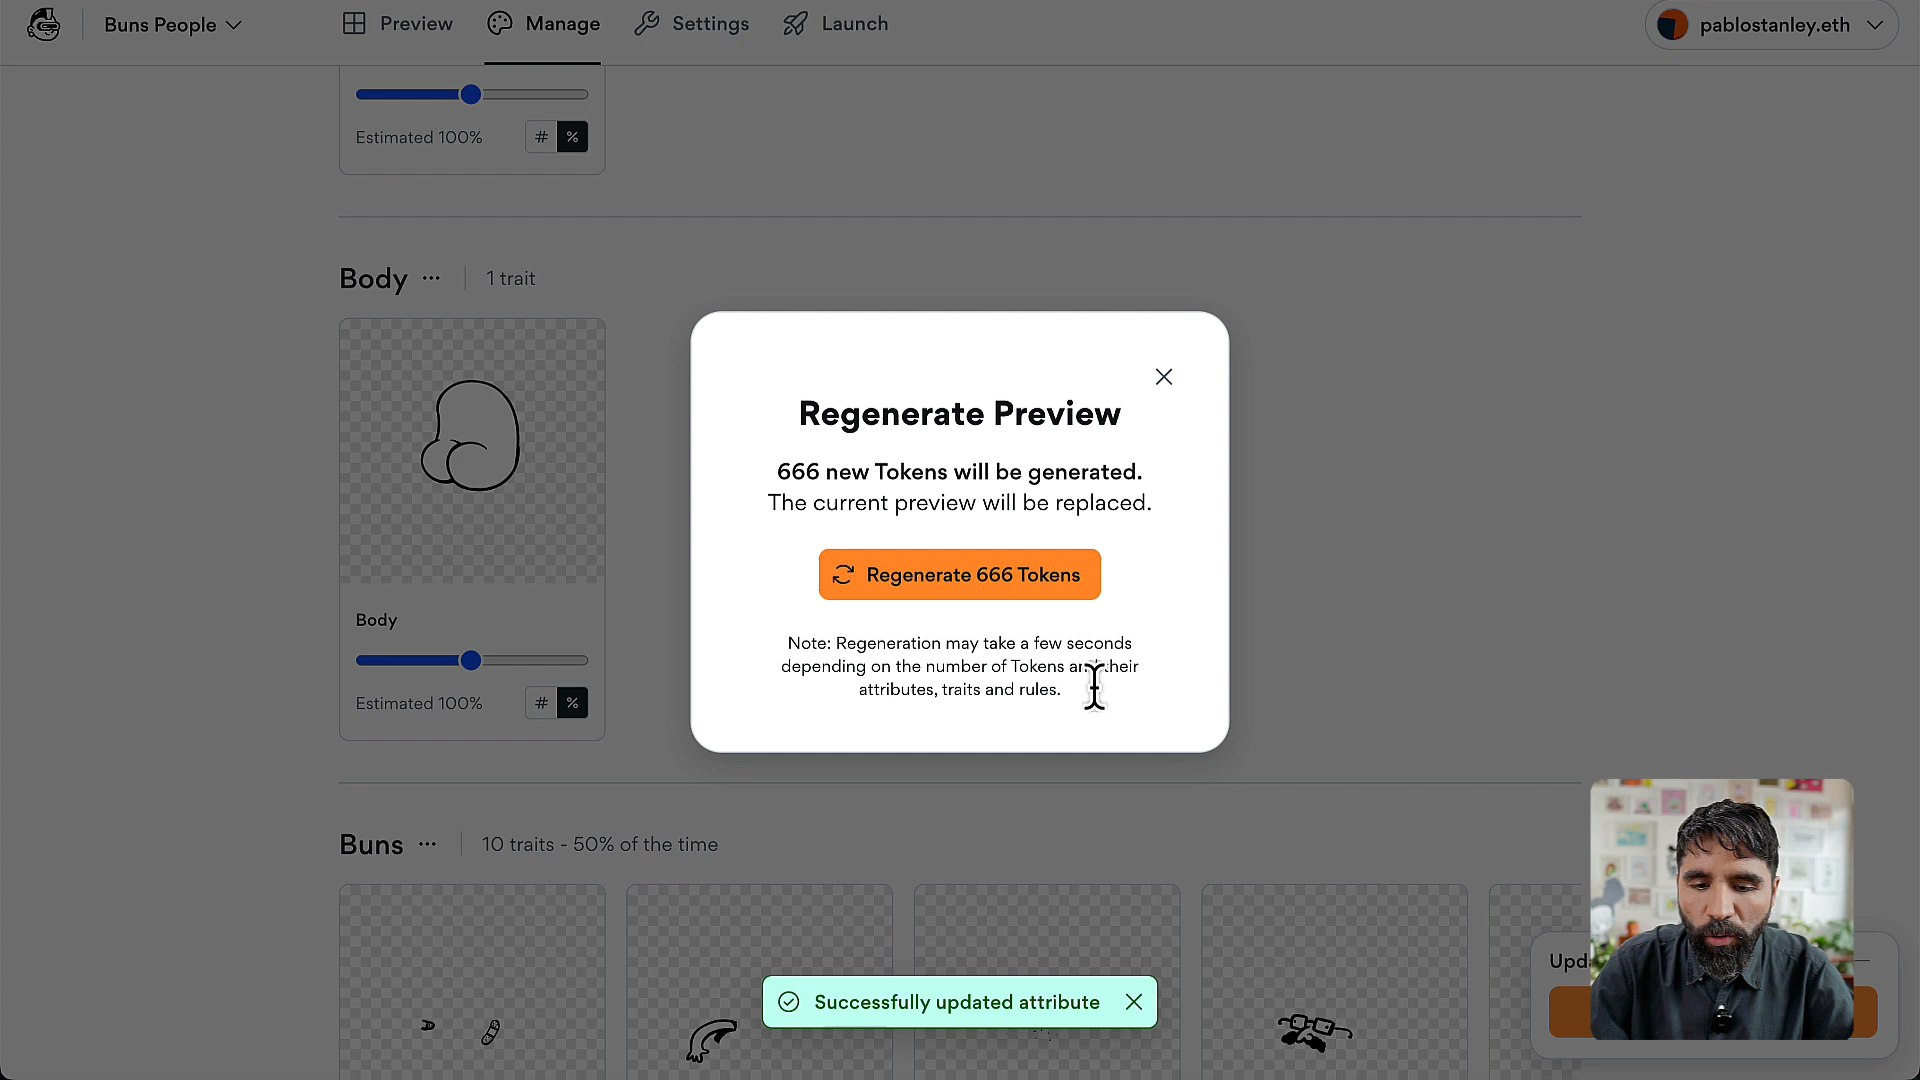 Buns People
Preview
Manage
Settings
Launch
pablostanley.eth
Estimated 100%
#
%
Body
1 trait
Regenerate Preview
666 new Tokens will be generated.
The current preview will be replaced.
Regenerate 666 Tokens
Note: Regeneration may take a few seconds
depending on the number of Tokens and their
attributes, traits and rules.
Body
Estimated 100%
#
%
Buns
10 traits - 50% of the time
Successfully updated attribute